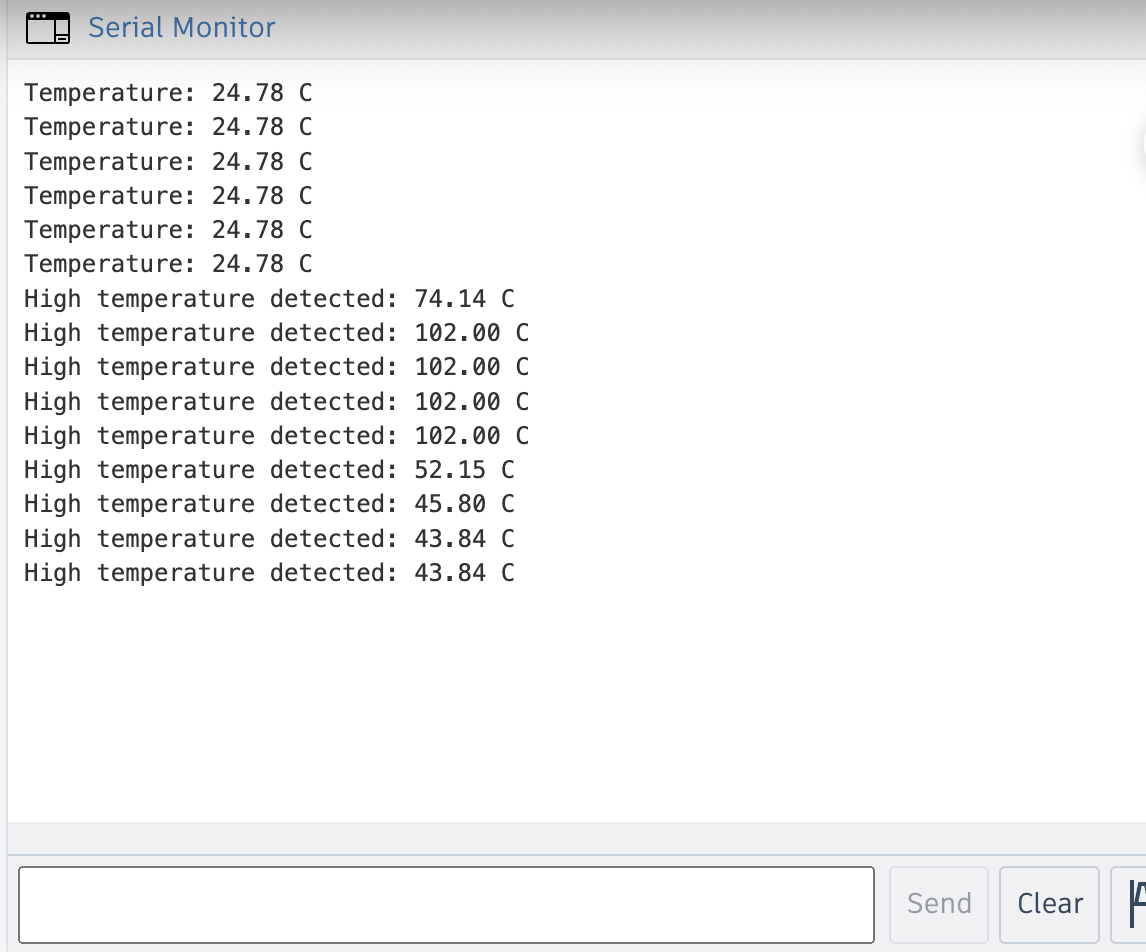 Serial Monitor
Temperature: 24.78 C
Temperature: 24.78 C
Temperature: 24.78 C
Temperature: 24.78 C
Temperature: 24.78 C
Temperature: 24.78 C
High temperature detected: 74.14 C
High temperature detected: 102.00 C
High temperature detected: 102.00 C
High temperature detected: 102.00 C
High temperature detected: 102.00 C
High temperature detected: 52.15 C
High temperature detected: 45.80 C
High temperature detected: 43.84 C
High temperature detected: 43.84 C
Send Clear